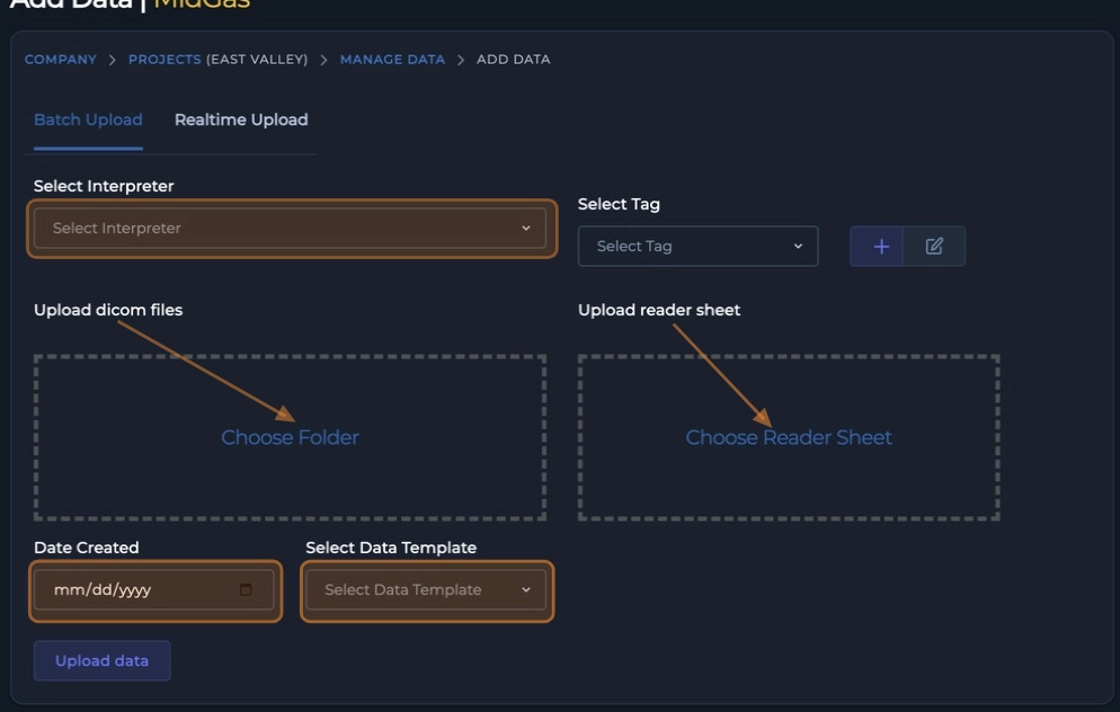 Add Data | MidGas
COMPANY > PROJECTS (EAST VALLEY) > MANAGE DATA > ADD DATA
Batch Upload Realtime Upload
Select Interpreter
Select Interpreter
Select Tag
Select Tag
+
Upload dicom files
Choose Folder
Upload reader sheet
Choose Reader Sheet
Date Created
mm/dd/yyyy
Select Data Template
Select Data Template
Upload data